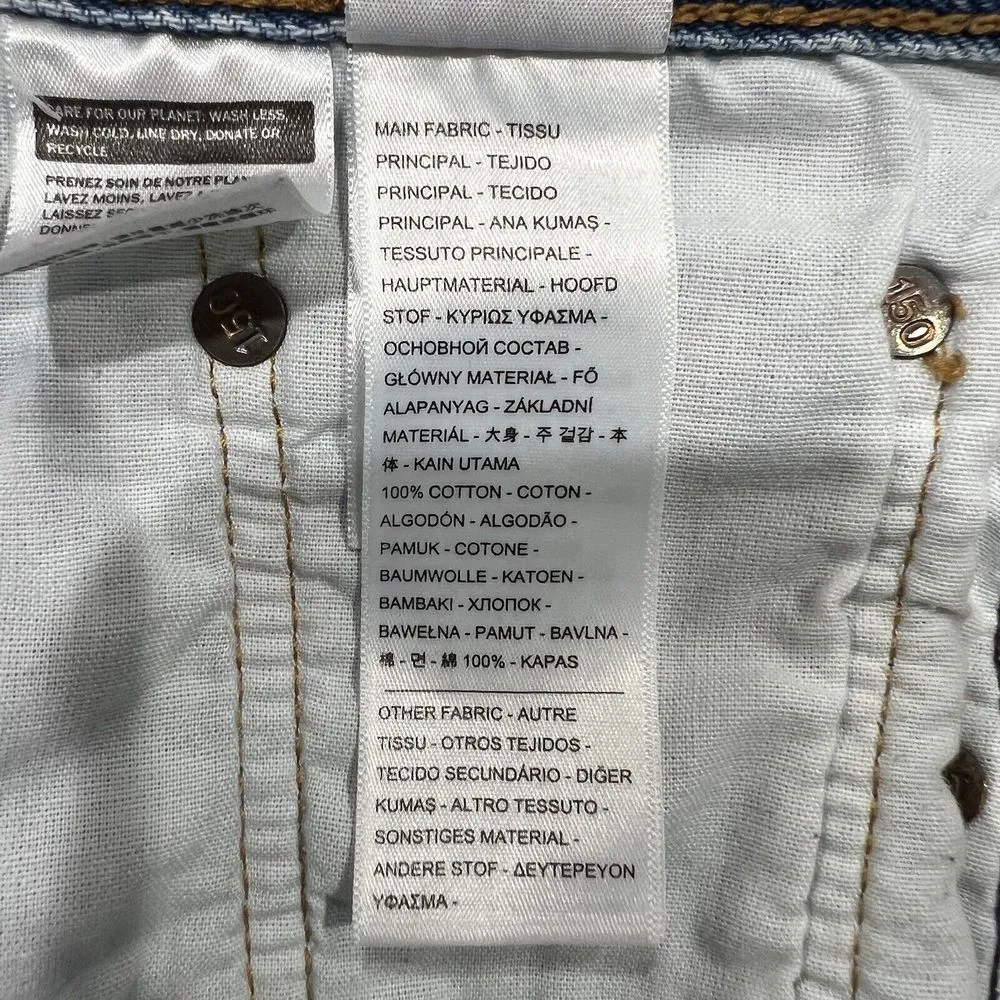 ARE FOR OUR PLANET. WASH LESS,
WASH COLD, LINE DRY, DONATE OR
RECYCLE
PRENEZ SOIN DE NOTRE
LAVEZ MOINS,
LAISSEZ
MAIN FABRIC - TISSU
PRINCIPAL - TEJIDO
PRINCIPAL - TECIDO
PRINCIPAL - ANA KUMAŞ -
TESSUTO PRINCIPALE -
HAUPTMATERIAL - HOOFD
STOF - ΚΥΡΙΩΣ ΥΦΑΣΜΑ -
ОСНОВНОЙ СОСТАВ -
GŁÓWNY MATERIAŁ - FŐ
ALAPANYAG - ZÁKLADNÍ
MATERIÁL - 大身 - 주 겉감 - 本
体 - KAIN UTAMA
100% COTTON - COTON -
ALGODÓN - ALGODÃO -
PAMUK - COTONE -
BAUMWOLLE - KATOEN -
ΒΑΜΒΑΚΙ - ХЛОПОК -
BAWEŁNA - PAMUT - BAVLNA -
棉 - 면 - 綿 100% - KAPAS
OTHER FABRIC - AUTRE
TISSU - OTROS TEJIDOS -
TECIDO SECUNDÁRIO - DIĞER
KUMAŞ - ALTRO TESSUTO -
SONSTIGES MATERIAL -
ANDERE STOF - ΔΕΥΤΕΡΕΥΟΝ
ΥΦΑΣΜΑ -
150
150